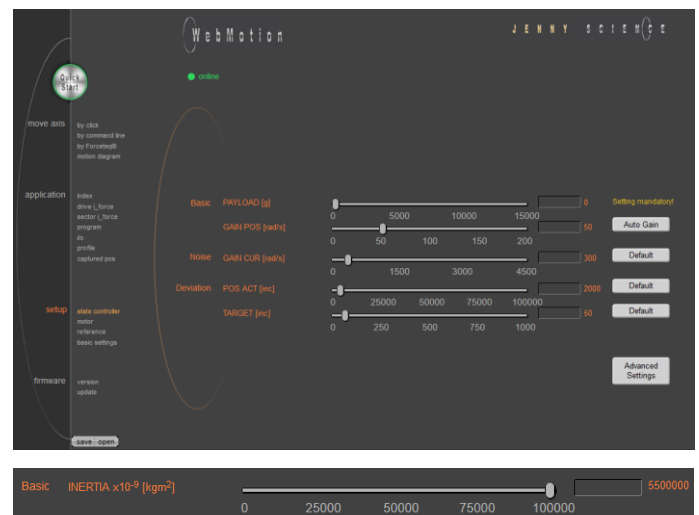 WebMotion
JENNY SCIENCE
online
Quick
Start
move axis
by click
by command line
by Forceteq®
motion diagram
application
index
drive i_force
sector i_force
program
i/o
profile
captured pos
setup
state controller
motor
reference
basic settings
firmware
version
update
save open
Basic PAYLOAD [g] 0 Setting mandatory!
0 5000 10000 15000
GAIN POS [rad/s] 50 Auto Gain
0 50 100 150 200
Noise GAIN CUR [rad/s] 300 Default
0 1500 3000 4500
Deviation POS ACT [inc] 2000 Default
0 25000 50000 75000 100000
TARGET [inc] 50 Default
0 250 500 750 1000
Advanced
Settings
Basic INERTIA x10⁻⁹ [kgm²] 5500000
0 25000 50000 75000 100000